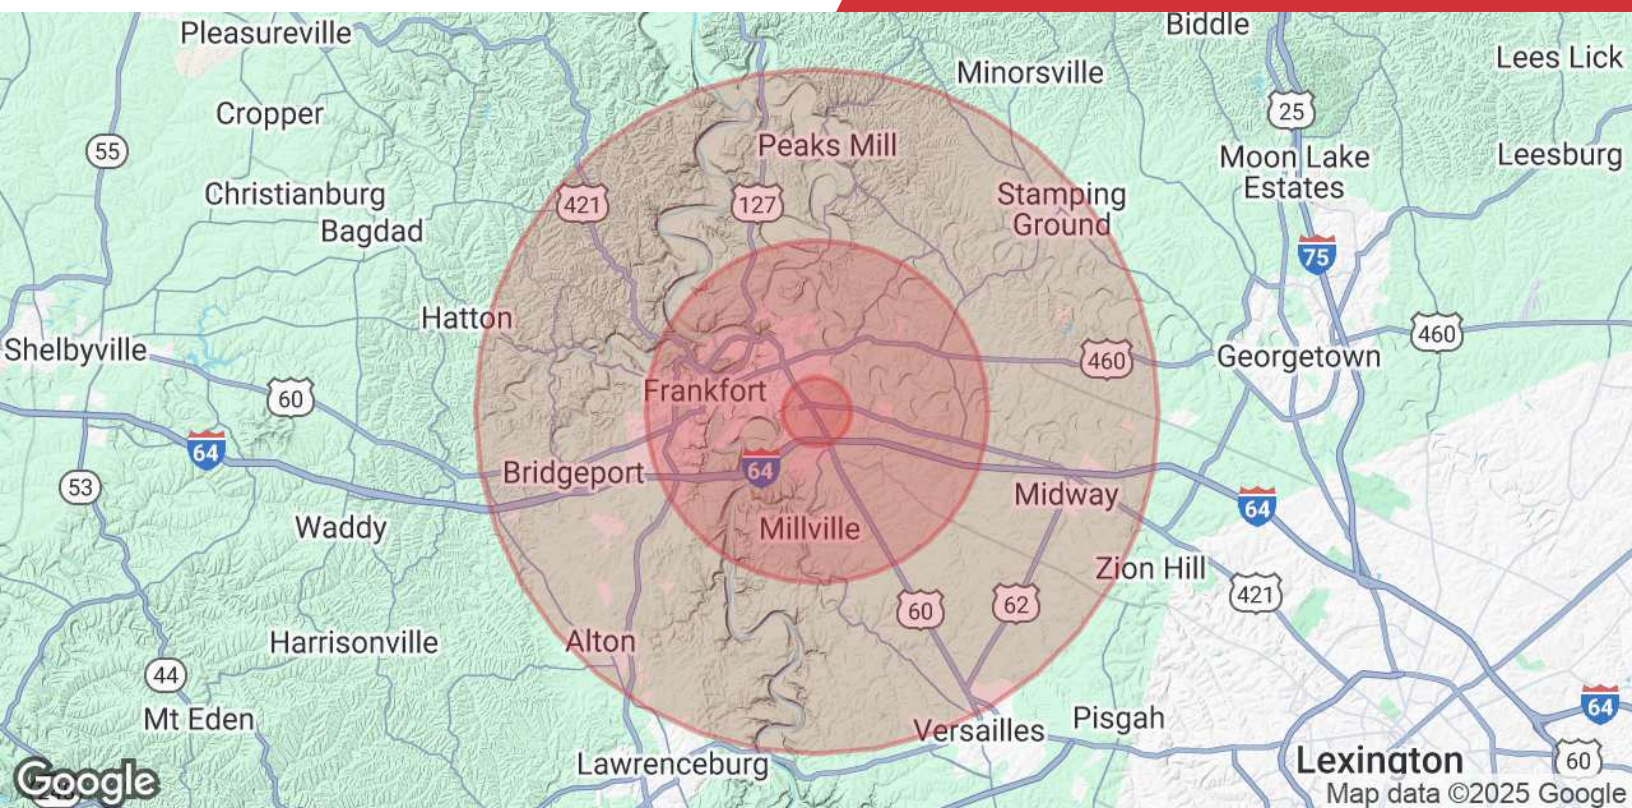 Biddle
Pleasureville
Lees Lick
Minorsville
Cropper
25
Peaks Mill
55
Moon Lake
Estates
Leesburg
Christianburg
421
127
Stamping
Ground
Bagdad
75
Hatton
460
Shelbyville
460
Georgetown
Frankfort
60
64
Bridgeport
64
53
Midway
64
Waddy
Millville
Zion Hill
421
60
62
Harrisonville
Alton
44
64
Mt Eden
Versailles
Pisgah
Lawrenceburg
Lexington
60
Google
Map data ©2025 Google